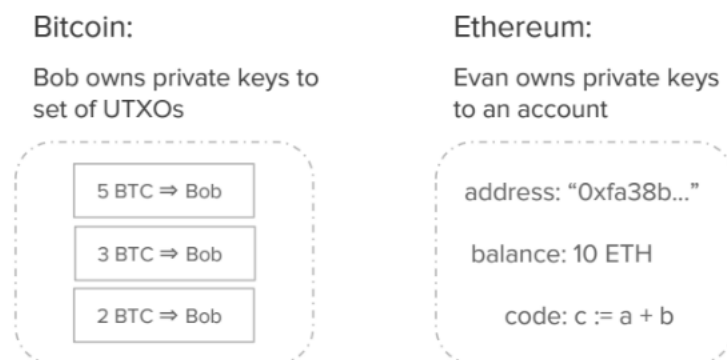 Bitcoin:
Bob owns private keys to
set of UTXOs
5 BTC ⇒ Bob
3 BTC ⇒ Bob
2 BTC ⇒ Bob
Ethereum:
Evan owns private keys
to an account
address: “0xfa38b...”
balance: 10 ETH
code: c := a + b